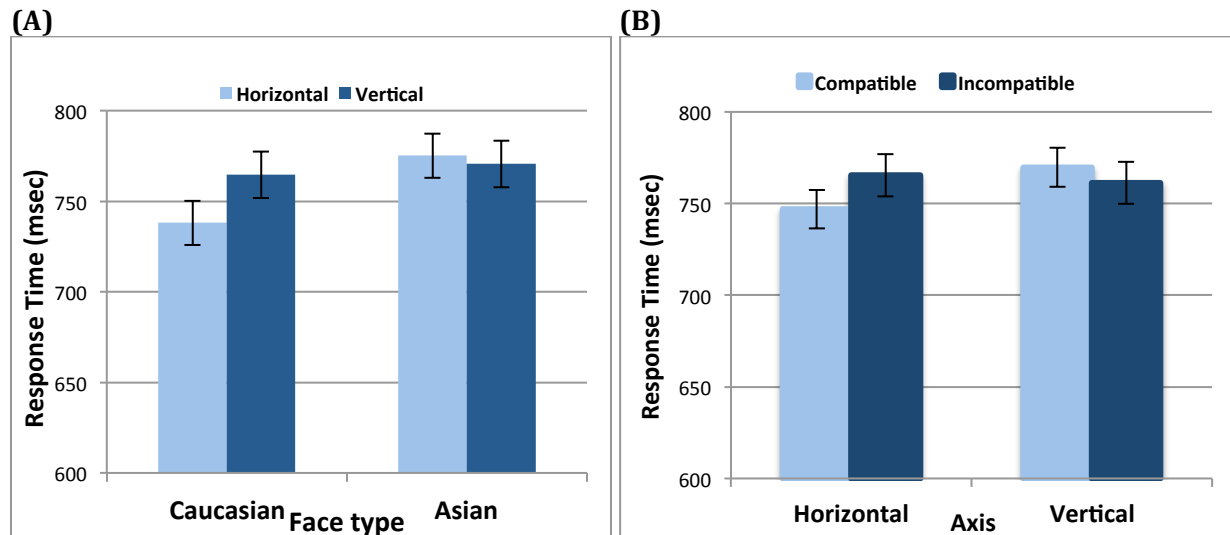 (A)
Horizontal Vertical
800
750
700
650
600
Response Time (msec)
Caucasian Asian
Face type
(B)
Compatible Incompatible
800
750
700
650
600
Response Time (msec)
Horizontal Vertical
Axis